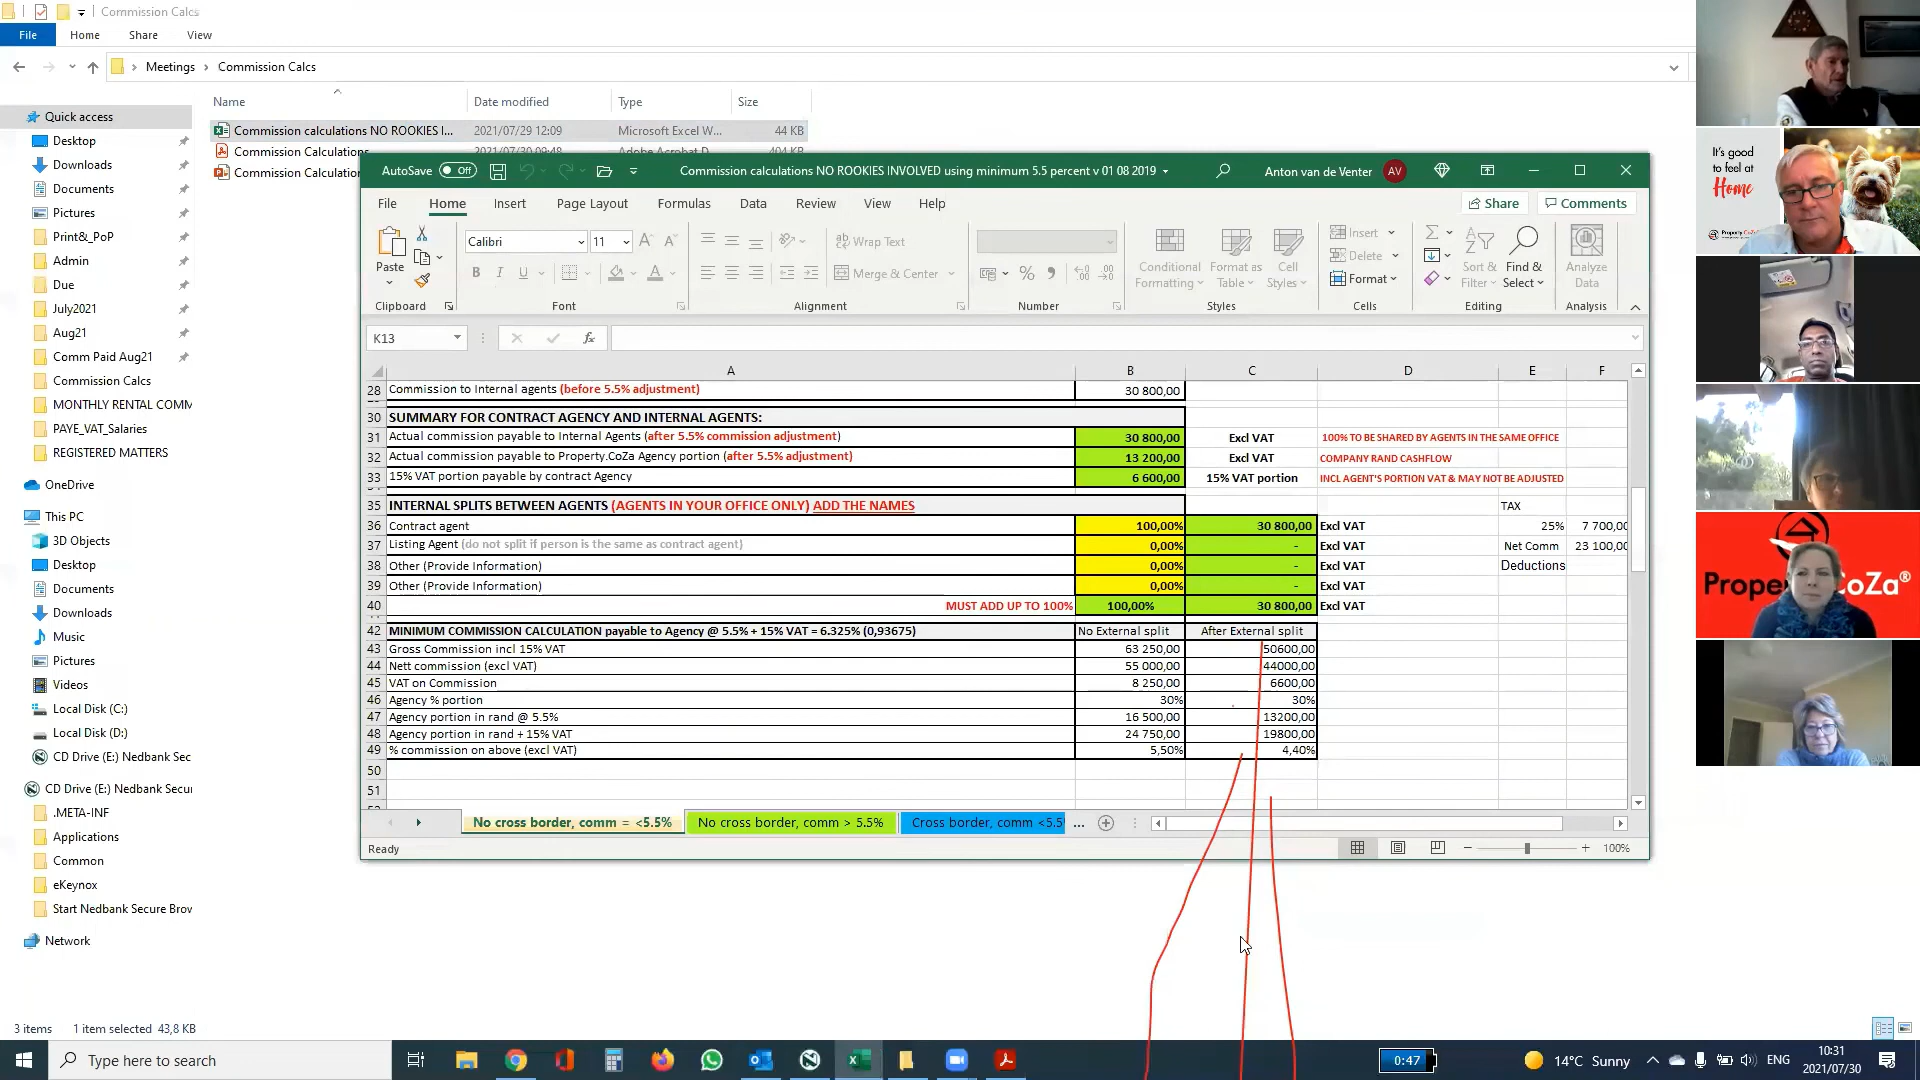 Commission Calcs
File Home Share View
Meetings Commission Calcs
Name Date modified Type Size
Commission calculations NO ROOKIES I... 2021/07/29 12:09 Microsoft Excel W... 44 KB
Commission Calculations 2021/07/30 09:48 Adobe Acrobat D... 404 KB
Commission Calculation
Quick access
Desktop
Downloads
Documents
Pictures
Print&_PoP
Admin
Due
July2021
Aug21
Comm Paid Aug21
Commission Calcs
MONTHLY RENTAL COMM
PAYE_VAT_Salaries
REGISTERED MATTERS
OneDrive
This PC
3D Objects
Desktop
Documents
Downloads
Music
Pictures
Videos
Local Disk (C:)
Local Disk (D:)
CD Drive (E:) Nedbank Sec
CD Drive (E:) Nedbank Secur
.META-INF
Applications
Common
eKeynox
Start Nedbank Secure Brov
Network
3 items 1 item selected 43,8 KB
AutoSave Off Commission calculations NO ROOKIES INVOLVED using minimum 5.5 percent v 01 08 2019 Anton van de Venter AV
File Home Insert Page Layout Formulas Data Review View Help Share Comments
Paste Calibri 11 Wrap Text Merge & Center
Conditional Formatting Format as Table Cell Styles Insert Delete Format Sort & Filter Find & Select Analyze Data
Clipboard Font Alignment Number Styles Cells Editing Analysis
K13 fx
A B C D E F
28 Commission to Internal agents (before 5.5% adjustment) 30 800,00
30 SUMMARY FOR CONTRACT AGENCY AND INTERNAL AGENTS:
31 Actual commission payable to Internal Agents (after 5.5% commission adjustment) 30 800,00 Excl VAT 100% TO BE SHARED BY AGENTS IN THE SAME OFFICE
32 Actual commission payable to Property.CoZa Agency portion (after 5.5% adjustment) 13 200,00 Excl VAT COMPANY RAND CASHFLOW
33 15% VAT portion payable by contract Agency 6 600,00 15% VAT portion INCL AGENT'S PORTION VAT & MAY NOT BE ADJUSTED
35 INTERNAL SPLITS BETWEEN AGENTS (AGENTS IN YOUR OFFICE ONLY) ADD THE NAMES TAX
36 Contract agent 100,00% 30 800,00 Excl VAT 25% 7 700,00
37 Listing Agent (do not split if person is the same as contract agent) 0,00% - Excl VAT Net Comm 23 100,00
38 Other (Provide Information) 0,00% - Excl VAT Deductions
39 Other (Provide Information) 0,00% - Excl VAT
40 MUST ADD UP TO 100% 100,00% 30 800,00 Excl VAT
42 MINIMUM COMMISSION CALCULATION payable to Agency @ 5.5% + 15% VAT = 6.325% (0,93675) No External split After External split
43 Gross Commission incl 15% VAT 63 250,00 50600,00
44 Nett commission (excl VAT) 55 000,00 44000,00
45 VAT on Commission 8 250,00 6600,00
46 Agency % portion 30% 30%
47 Agency portion in rand @ 5.5% 16 500,00 13200,00
48 Agency portion in rand + 15% VAT 24 750,00 19800,00
49 % commission on above (excl VAT) 5,50% 4,40%
50
51
No cross border, comm = <5.5% No cross border, comm > 5.5% Cross border, comm <5.5 ...
Ready 100%
It's good
to feel at
Home
Property
Prope CoZa®
Type here to search 0:47 14°C Sunny ENG 10:31
2021/07/30